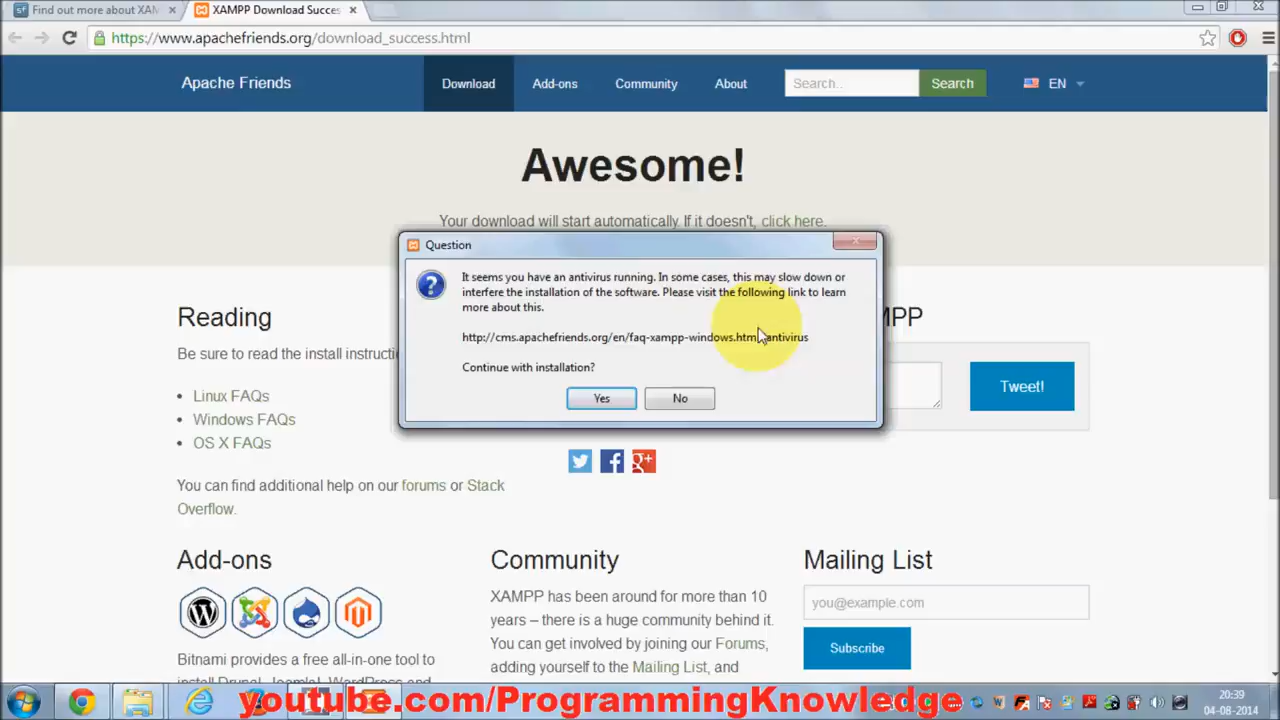 Find out more about XAM
XAMPP Download Succes
https://www.apachefriends.org/download_success.html
Apache Friends
Download
Add-ons
Community
About
Search..
Search
EN
Awesome!
Your download will start automatically. If it doesn't, click here.
Question
It seems you have an antivirus running. In some cases, this may slow down or
interfere the installation of the software. Please visit the following link to learn
more about this.
http://cms.apachefriends.org/en/faq-xampp-windows.htm antivirus
Continue with installation?
Yes
No
Reading
Be sure to read the install instructi
Linux FAQs
Windows FAQs
OS X FAQs
You can find additional help on our forums or Stack
Overflow.
MPP
Tweet!
Add-ons
Bitnami provides a free all-in-one tool to
install Drupal, Joomla!, WordPress and
Community
XAMPP has been around for more than 10
years – there is a huge community behind it.
You can get involved by joining our Forums,
adding yourself to the Mailing List, and
Mailing List
you@example.com
Subscribe
youtube.com/ProgrammingKnowledge
20:39
04-08-2014